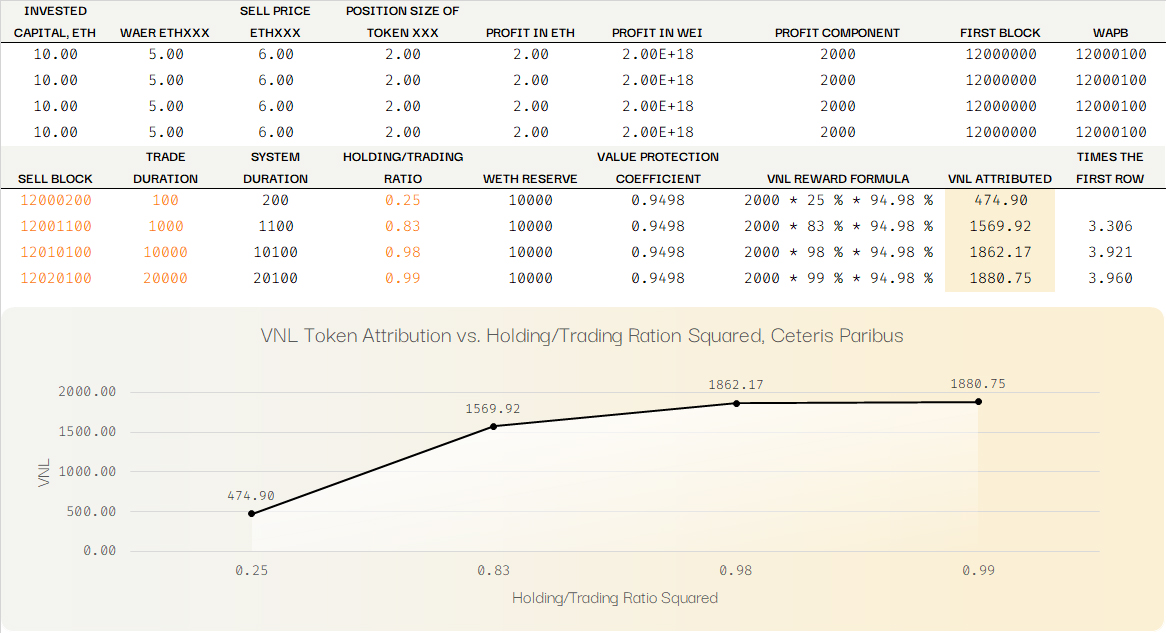 INVESTED SELL PRICE POSITION SIZE OF
CAPITAL, ETH WAER ETHXXX ETHXXX TOKEN XXX PROFIT IN ETH PROFIT IN WEI PROFIT COMPONENT FIRST BLOCK WAPB
10.00 5.00 6.00 2.00 2.00 2.00E+18 2000 12000000 12000100
10.00 5.00 6.00 2.00 2.00 2.00E+18 2000 12000000 12000100
10.00 5.00 6.00 2.00 2.00 2.00E+18 2000 12000000 12000100
10.00 5.00 6.00 2.00 2.00 2.00E+18 2000 12000000 12000100
TRADE SYSTEM HOLDING/TRADING VALUE PROTECTION TIMES THE
SELL BLOCK DURATION DURATION RATIO WETH RESERVE COEFFICIENT VNL REWARD FORMULA VNL ATTRIBUTED FIRST ROW
12000200 100 200 0.25 10000 0.9498 2000 * 25 % * 94.98 % 474.90
12001100 1000 1100 0.83 10000 0.9498 2000 * 83 % * 94.98 % 1569.92 3.306
12010100 10000 10100 0.98 10000 0.9498 2000 * 98 % * 94.98 % 1862.17 3.921
12020100 20000 20100 0.99 10000 0.9498 2000 * 99 % * 94.98 % 1880.75 3.960
VNL Token Attribution vs. Holding/Trading Ration Squared, Ceteris Paribus
2000.00
1500.00
1000.00
500.00
0.00
VNL
474.90
1569.92
1862.17
1880.75
0.25 0.83 0.98 0.99
Holding/Trading Ratio Squared